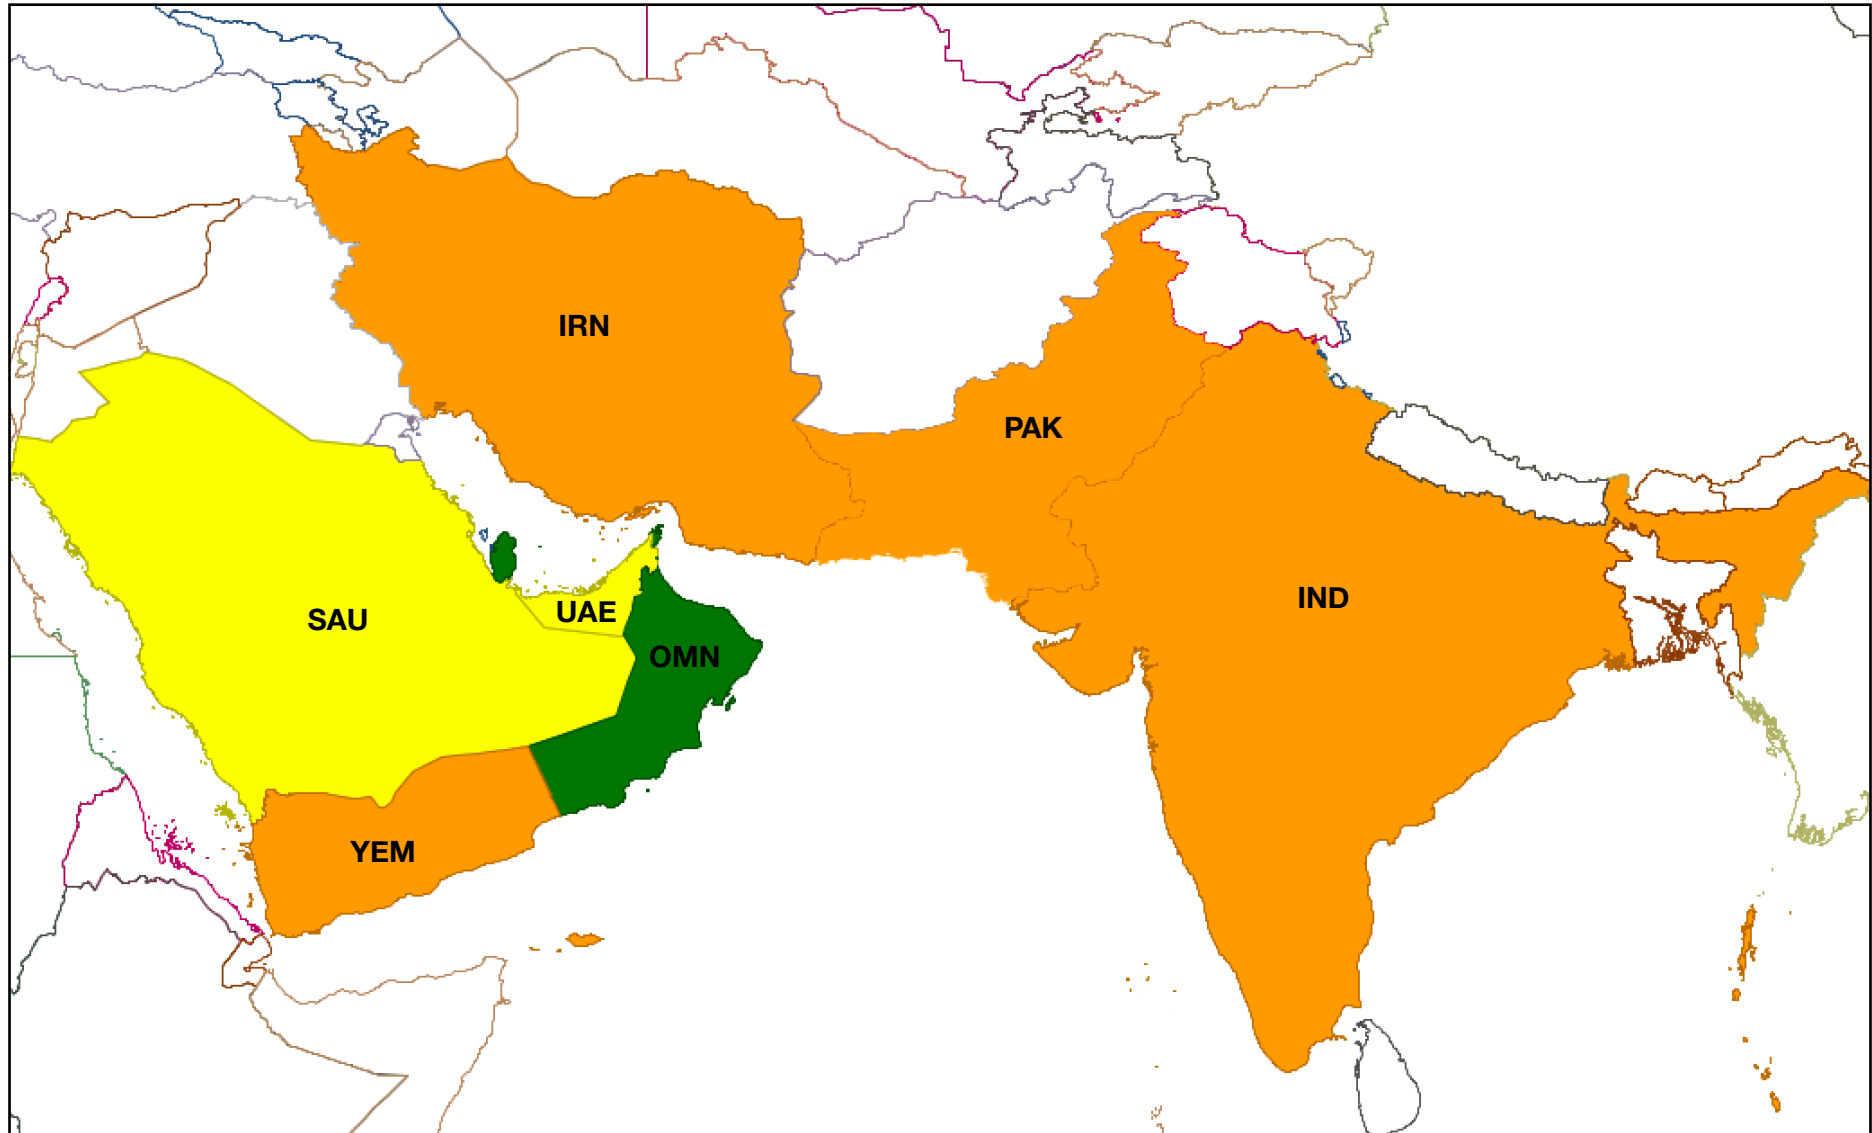 IRN
PAK
IND
SAU
UAE
OMN
YEM